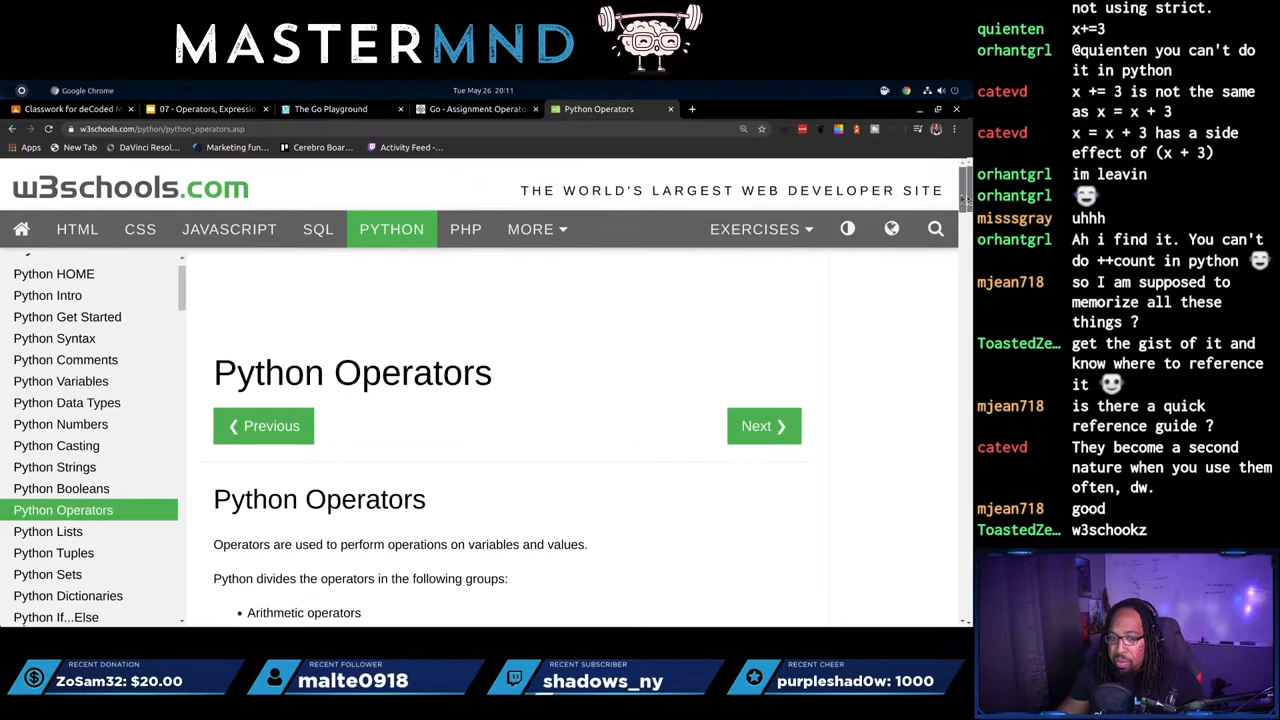 MASTERMND
Google Chrome
Tue May 26 20:11
Classwork for deCoded M
07 - Operators, Expressi
The Go Playground
Go - Assignment Operato
Python Operators
w3schools.com/python/python_operators.asp
Apps
New Tab
DaVinci Resol...
Marketing fun...
Cerebro Boar...
Activity Feed -...
w3schools.com
THE WORLD'S LARGEST WEB DEVELOPER SITE
HTML
CSS
JAVASCRIPT
SQL
PYTHON
PHP
MORE
EXERCISES
Python HOME
Python Intro
Python Get Started
Python Syntax
Python Comments
Python Variables
Python Data Types
Python Numbers
Python Casting
Python Strings
Python Booleans
Python Operators
Python Lists
Python Tuples
Python Sets
Python Dictionaries
Python If...Else
Python Operators
❮ Previous
Next ❯
Python Operators
Operators are used to perform operations on variables and values.
Python divides the operators in the following groups:
• Arithmetic operators
not using strict.
quienten x+=3
orhantgrl @quienten you can't do
it in python
catevd x += 3 is not the same
as x = x + 3
catevd x = x + 3 has a side
effect of (x + 3)
orhantgrl im leavin
orhantgrl
misssgray uhhh
orhantgrl Ah i find it. You can't
do ++count in python
mjean718 so I am supposed to
memorize all these
things ?
ToastedZe… get the gist of it and
know where to reference
it
mjean718 is there a quick
reference guide ?
catevd They become a second
nature when you use them
often, dw.
mjean718 good
ToastedZe… w3schookz
RECENT DONATION
ZoSam32: $20.00
RECENT FOLLOWER
malte0918
RECENT SUBSCRIBER
shadows_ny
RECENT CHEER
purpleshad0w: 1000